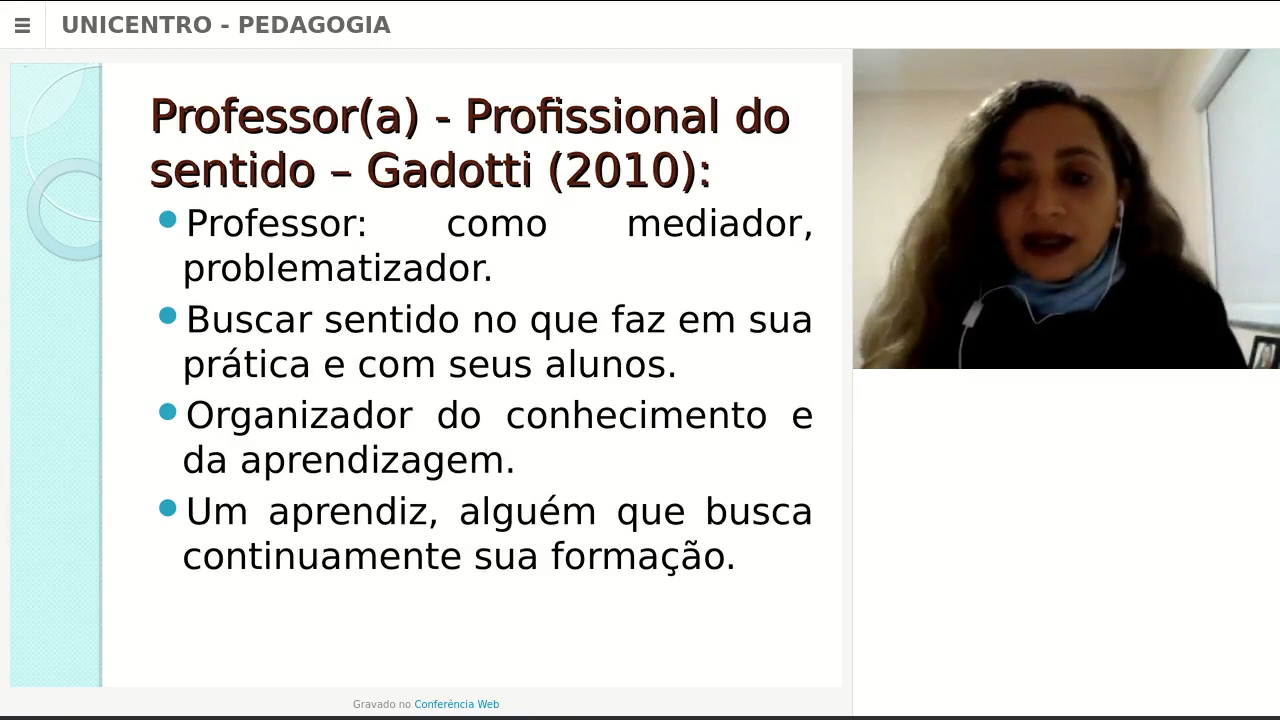 UNICENTRO - PEDAGOGIA
Professor(a) - Profissional do
sentido – Gadotti (2010):
Professor: como mediador,
problematizador.
Buscar sentido no que faz em sua
prática e com seus alunos.
Organizador do conhecimento e
da aprendizagem.
Um aprendiz, alguém que busca
continuamente sua formação.
Gravado no Conferência Web